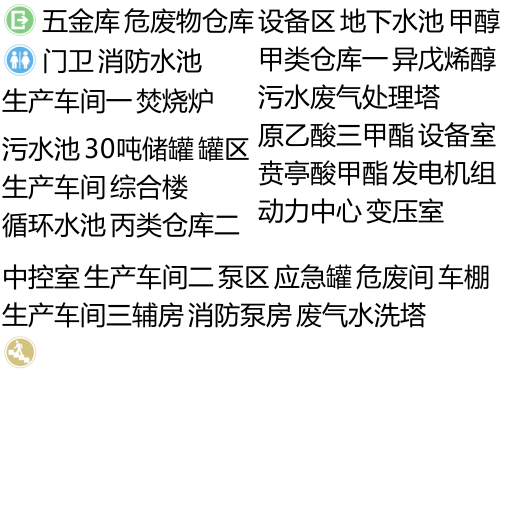 五金库 危废物仓库 设备区 地下水池 甲醇
门卫 消防水池 甲类仓库一 异戊烯醇
生产车间一 焚烧炉 污水废气处理塔
污水池 30吨储罐 罐区 原乙酸三甲酯 设备室
生产车间 综合楼 贲亭酸甲酯 发电机组
循环水池 丙类仓库二 动力中心 变压室
中控室 生产车间二 泵区 应急罐 危废间 车棚
生产车间三辅房 消防泵房 废气水洗塔